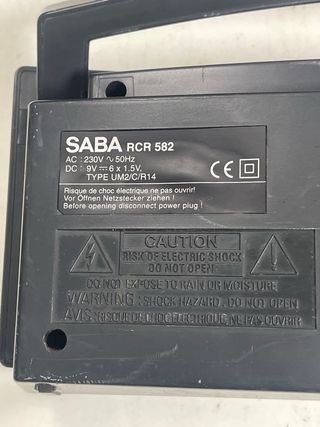 SABA RCR 582
AC : 230V ∿ 50Hz
DC : 9V ⎓ 6 x 1.5V,
TYPE UM2/C/R14
CE
Risque de choc électrique ne pas ouvrir!
Vor Öffnen Netzstecker ziehen !
Before opening disconnect power plug !
CAUTION
RISK OF ELECTRIC SHOCK
DO NOT OPEN
DO NOT EXPOSE TO RAIN OR MOISTURE
WARNING : SHOCK HAZARD, DO NOT OPEN
AVIS : RISQUE DE CHOC ELECTRIQUE, NE PAS OUVRIR